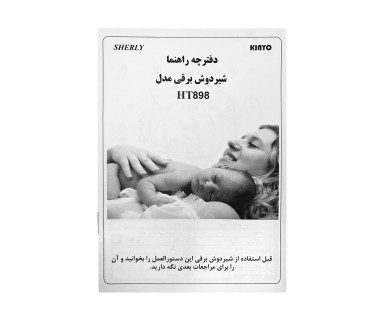 SHERLY KINYO
دفترچه راهنما
شیردوش برقی مدل
HT898
قبل استفاده از شیردوش برقی این دستورالعمل را بخوانید و آن
را برای مراجعات بعدی نگه دارید.